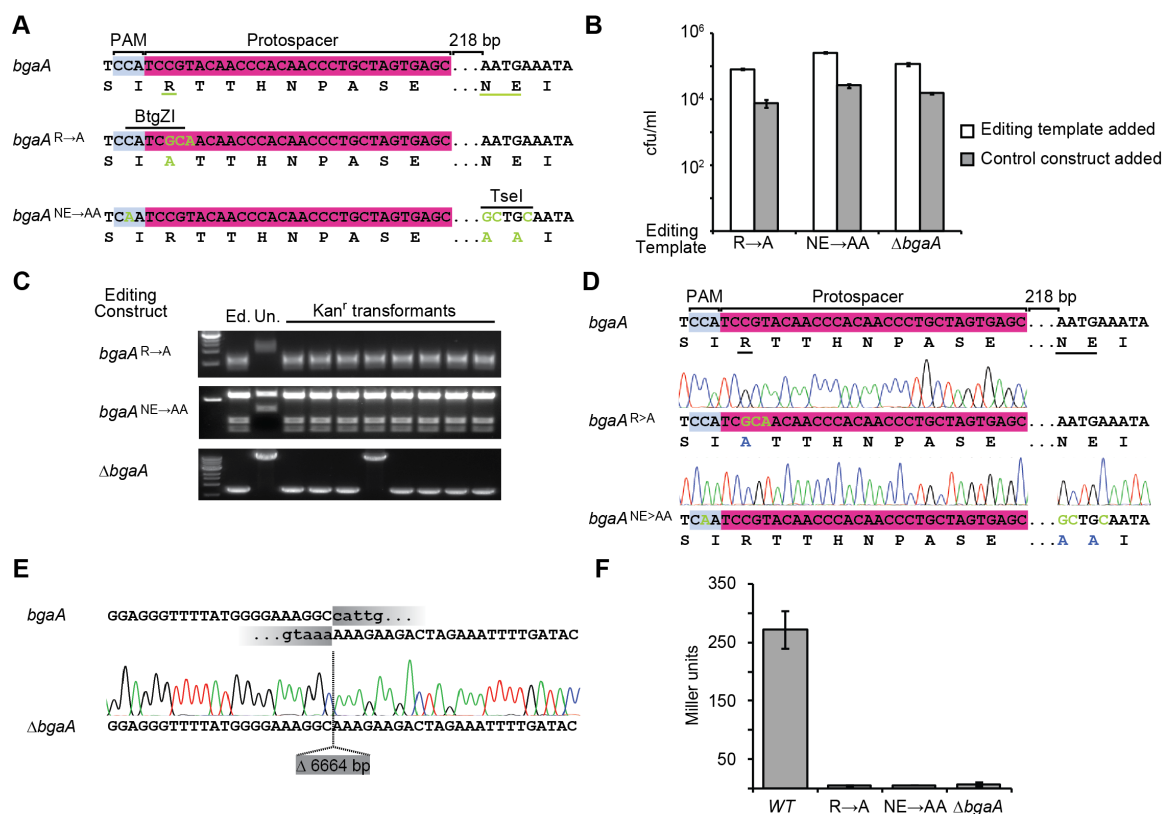 A
PAM Protospacer 218 bp
bgaA TCCATCCGTACAACCCACAACCCTGCTAGTGAGC...AATGAAATA
S I R T T H N P A S E ...N E I
BtgZI
bgaA R→A TCCATCGCAACAACCCACAACCCTGCTAGTGAGC...AATGAAATA
S I A T T H N P A S E ...N E I
TseI
bgaA NE→AA TCAATCCGTACAACCCACAACCCTGCTAGTGAGC...GCTGCAATA
S I R T T H N P A S E ...A A I
B
10⁶
10⁴
10²
cfu/ml
Editing Template
R→A NE→AA ΔbgaA
Editing template added
Control construct added
C
Editing Construct
Ed. Un. Kanʳ transformants
bgaA R→A
bgaA NE→AA
ΔbgaA
D
PAM Protospacer 218 bp
bgaA TCCATCCGTACAACCCACAACCCTGCTAGTGAGC...AATGAAATA
S I R T T H N P A S E ...N E I
bgaA R>A TCCATCGCAACAACCCACAACCCTGCTAGTGAGC...AATGAAATA
S I A T T H N P A S E ...N E I
bgaA NE>AA TCAATCCGTACAACCCACAACCCTGCTAGTGAGC...GCTGCAATA
S I R T T H N P A S E ...A A I
E
bgaA GGAGGGTTTTATGGGGAAAGGCcattg...
...gtaaaAAAGAAGACTAGAAATTTTGATAC
ΔbgaA GGAGGGTTTTATGGGGAAAGGCAAAGAAGACTAGAAATTTTGATAC
Δ 6664 bp
F
350
250
150
50
Miller units
WT R→A NE→AA ΔbgaA